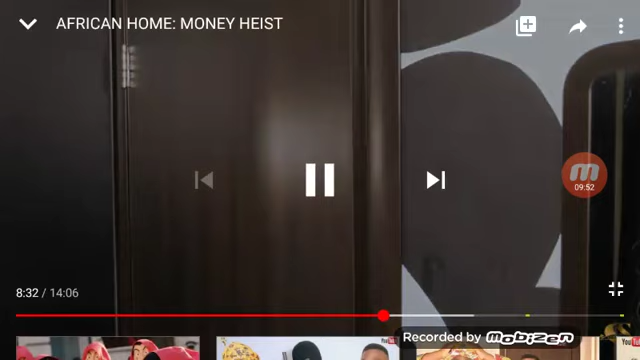 AFRICAN HOME: MONEY HEIST
09:52
8:32 / 14:06
Recorded by Mobizen